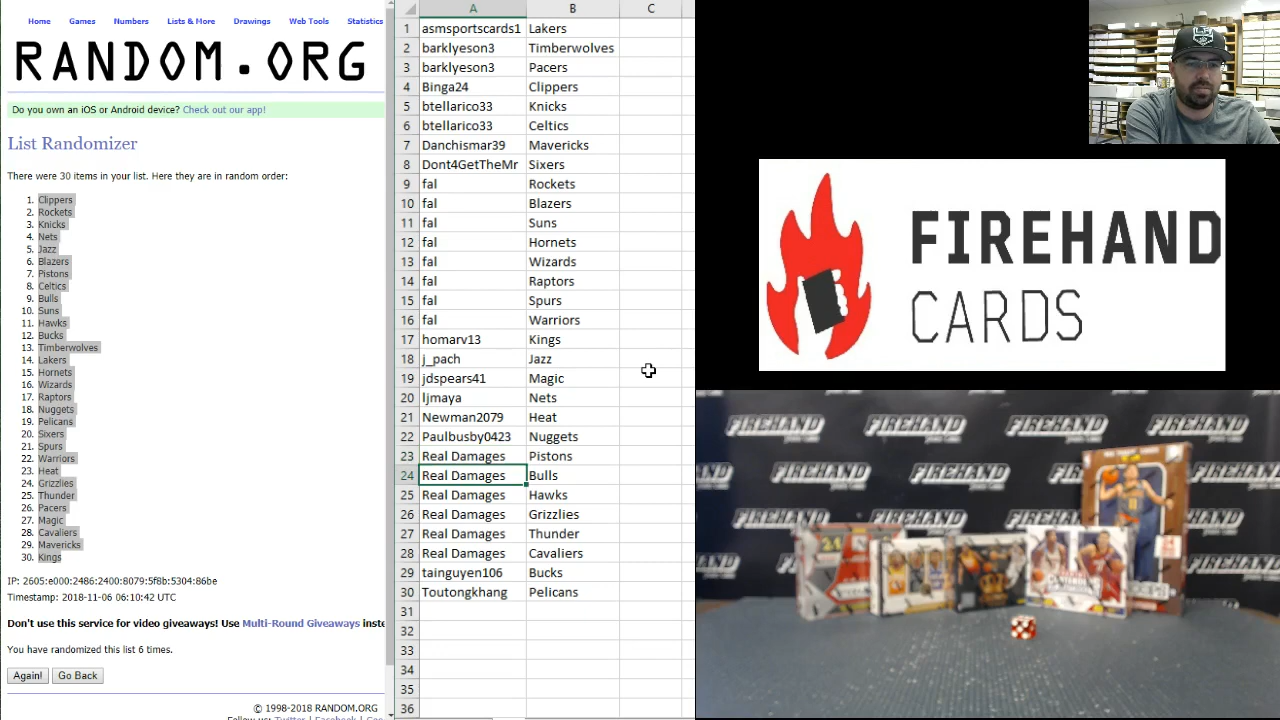 Home Games Numbers Lists & More Drawings Web Tools Statistics
RANDOM.ORG
Do you own an iOS or Android device? Check out our app!
List Randomizer
There were 30 items in your list. Here they are in random order:
1. Clippers
2. Rockets
3. Knicks
4. Nets
5. Jazz
6. Blazers
7. Pistons
8. Celtics
9. Bulls
10. Suns
11. Hawks
12. Bucks
13. Timberwolves
14. Lakers
15. Hornets
16. Wizards
17. Raptors
18. Nuggets
19. Pelicans
20. Sixers
21. Spurs
22. Warriors
23. Heat
24. Grizzlies
25. Thunder
26. Pacers
27. Magic
28. Cavaliers
29. Mavericks
30. Kings
IP: 2605:e000:2486:2400:8079:5f8b:5304:86be
Timestamp: 2018-11-06 06:10:42 UTC
Don't use this service for video giveaways! Use Multi-Round Giveaways inste
You have randomized this list 6 times.
Again! Go Back
© 1998-2018 RANDOM.ORG
Follow us: Twitter | Facebook | Goo
A B C
1 asmsportscards1 Lakers
2 barklyeson3 Timberwolves
3 barklyeson3 Pacers
4 Binga24 Clippers
5 btellarico33 Knicks
6 btellarico33 Celtics
7 Danchismar39 Mavericks
8 Dont4GetTheMr Sixers
9 fal Rockets
10 fal Blazers
11 fal Suns
12 fal Hornets
13 fal Wizards
14 fal Raptors
15 fal Spurs
16 fal Warriors
17 homarv13 Kings
18 j_pach Jazz
19 jdspears41 Magic
20 ljmaya Nets
21 Newman2079 Heat
22 Paulbusby0423 Nuggets
23 Real Damages Pistons
24 Real Damages Bulls
25 Real Damages Hawks
26 Real Damages Grizzlies
27 Real Damages Thunder
28 Real Damages Cavaliers
29 tainguyen106 Bucks
30 Toutongkhang Pelicans
31
32
33
34
35
36
FIREHAND
CARDS
FIREHAND FIREHAND FIREHAND FIREHAND
FIREHAND FIREHAND